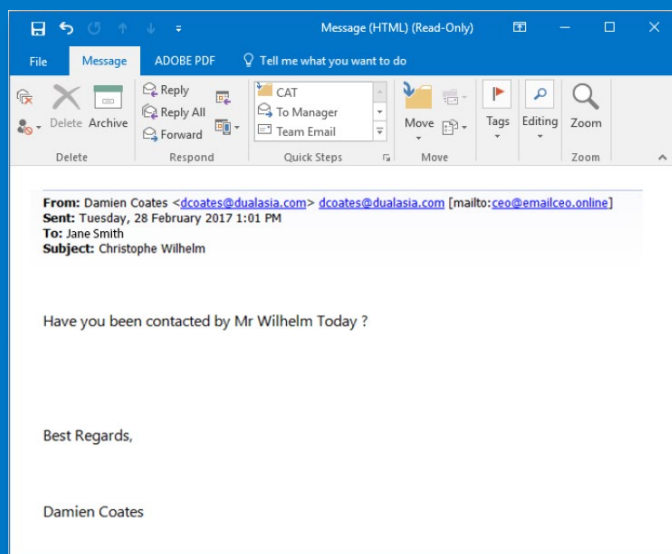 Message (HTML) (Read-Only)
File Message ADOBE PDF Tell me what you want to do
Delete Archive
Reply
Reply All
Forward
CAT
To Manager
Team Email
Move
Tags
Editing
Zoom
Delete Respond Quick Steps Move Zoom
From: Damien Coates <dcoates@dualasia.com> dcoates@dualasia.com [mailto:ceo@emailceo.online]
Sent: Tuesday, 28 February 2017 1:01 PM
To: Jane Smith
Subject: Christophe Wilhelm
Have you been contacted by Mr Wilhelm Today ?
Best Regards,
Damien Coates